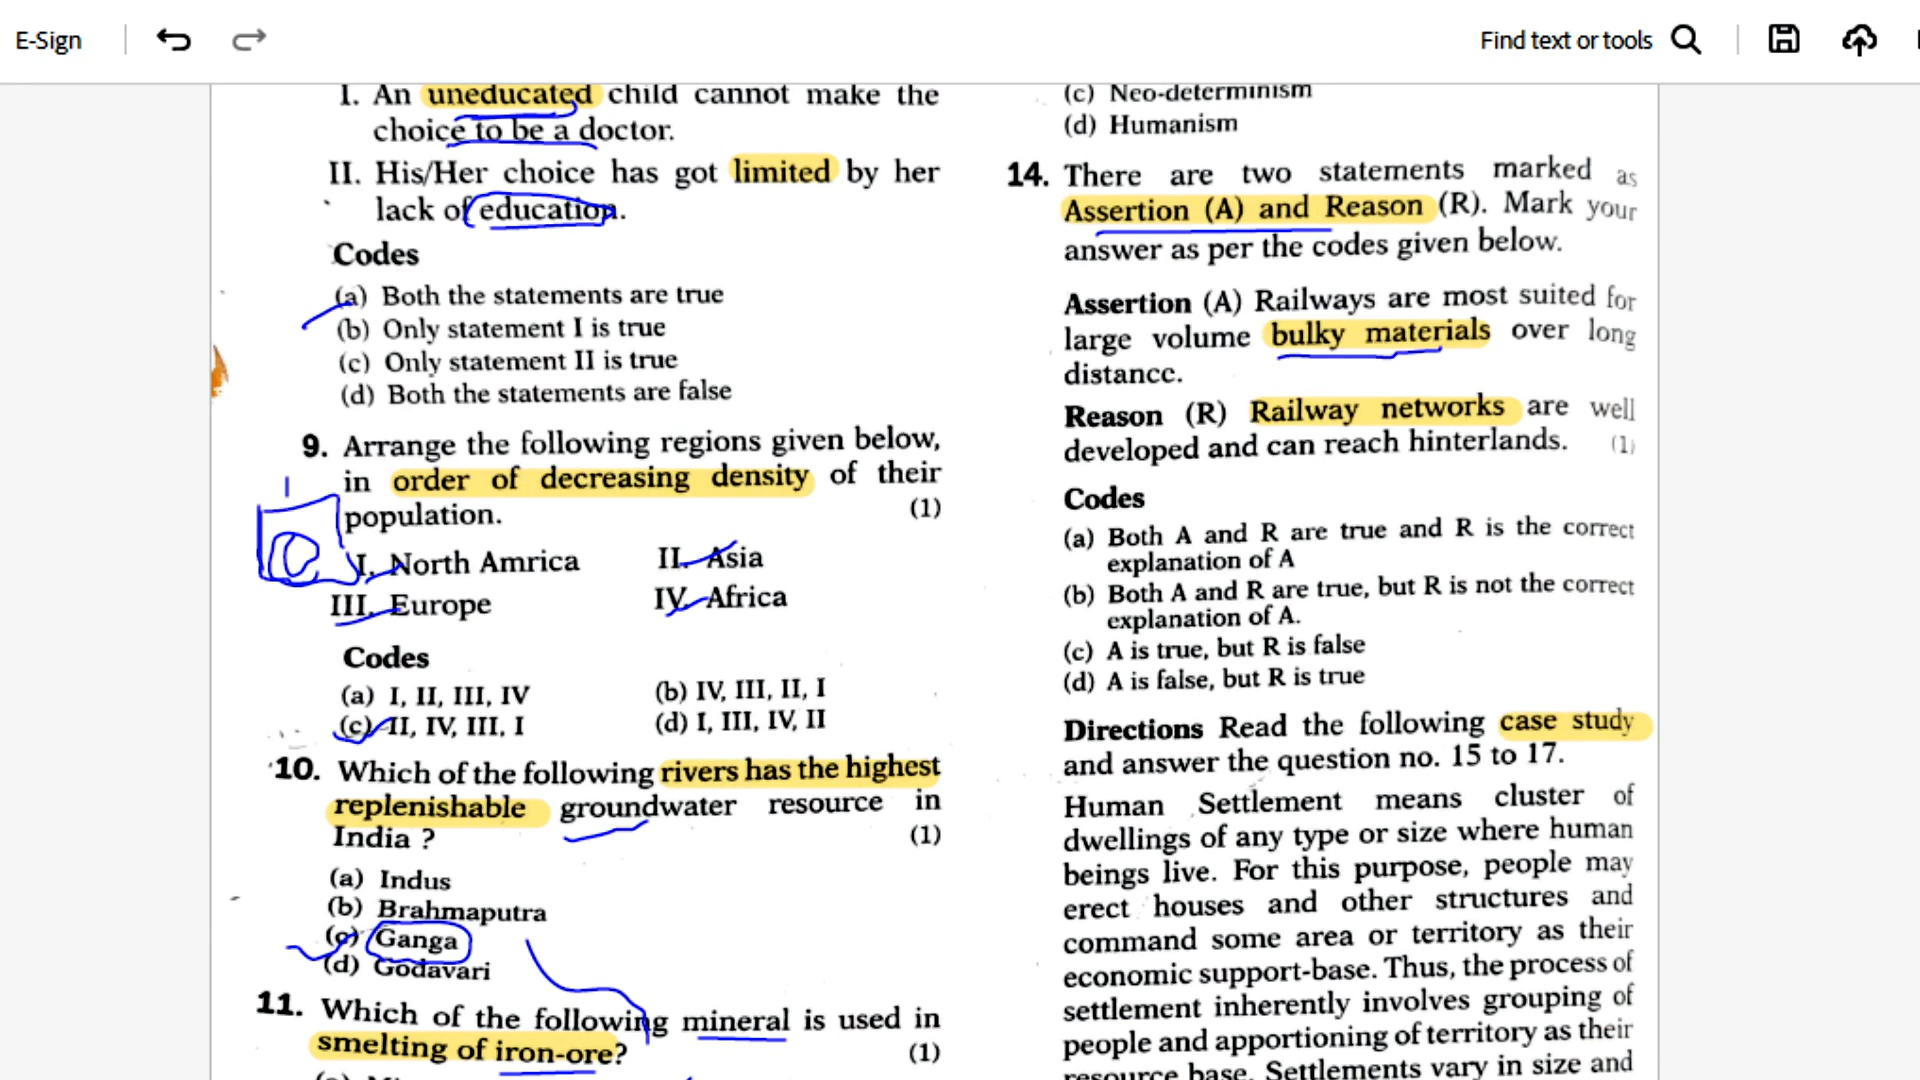 E-Sign
Find text or tools
I. An uneducated child cannot make the
choice to be a doctor.
II. His/Her choice has got limited by her
lack of education.
Codes
(a) Both the statements are true
(b) Only statement I is true
(c) Only statement II is true
(d) Both the statements are false
9. Arrange the following regions given below,
in order of decreasing density of their
population. (1)
I. North Amrica II. Asia
III. Europe IV. Africa
Codes
(a) I, II, III, IV (b) IV, III, II, I
(c) II, IV, III, I (d) I, III, IV, II
10. Which of the following rivers has the highest
replenishable groundwater resource in
India ? (1)
(a) Indus
(b) Brahmaputra
(c) Ganga
(d) Godavari
11. Which of the following mineral is used in
smelting of iron-ore? (1)
(c) Neo-determinism
(d) Humanism
14. There are two statements marked as
Assertion (A) and Reason (R). Mark your
answer as per the codes given below.
Assertion (A) Railways are most suited for
large volume bulky materials over long
distance.
Reason (R) Railway networks are well
developed and can reach hinterlands. (1)
Codes
(a) Both A and R are true and R is the correct
explanation of A
(b) Both A and R are true, but R is not the correct
explanation of A.
(c) A is true, but R is false
(d) A is false, but R is true
Directions Read the following case study
and answer the question no. 15 to 17.
Human Settlement means cluster of
dwellings of any type or size where human
beings live. For this purpose, people may
erect houses and other structures and
command some area or territory as their
economic support-base. Thus, the process of
settlement inherently involves grouping of
people and apportioning of territory as their
resource base. Settlements vary in size and